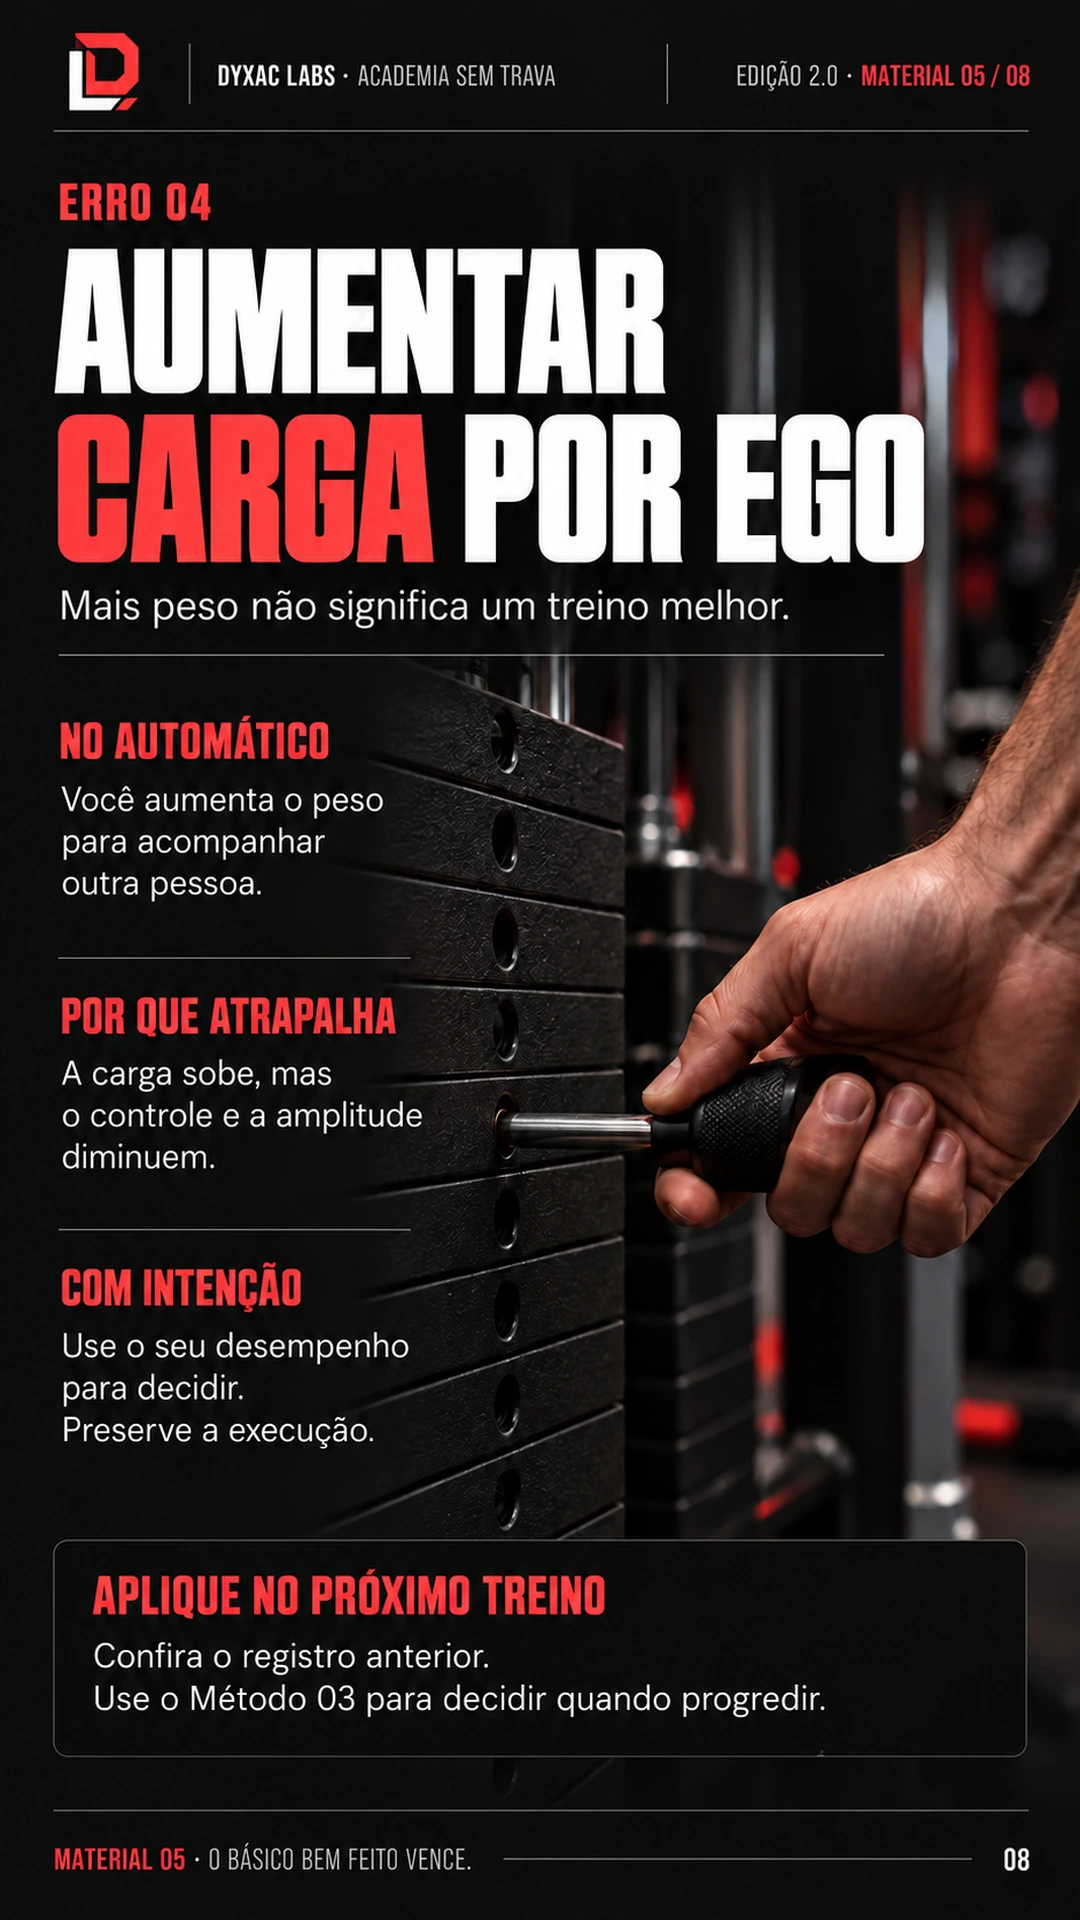 DYXAC LABS · ACADEMIA SEM TRAVA
EDIÇÃO 2.0 · MATERIAL 05 / 08
ERRO 04
AUMENTAR
CARGA POR EGO
Mais peso não significa um treino melhor.
NO AUTOMÁTICO
Você aumenta o peso
para acompanhar
outra pessoa.
POR QUE ATRAPALHA
A carga sobe, mas
o controle e a amplitude
diminuem.
COM INTENÇÃO
Use o seu desempenho
para decidir.
Preserve a execução.
APLIQUE NO PRÓXIMO TREINO
Confira o registro anterior.
Use o Método 03 para decidir quando progredir.
MATERIAL 05 · O BÁSICO BEM FEITO VENCE.
08